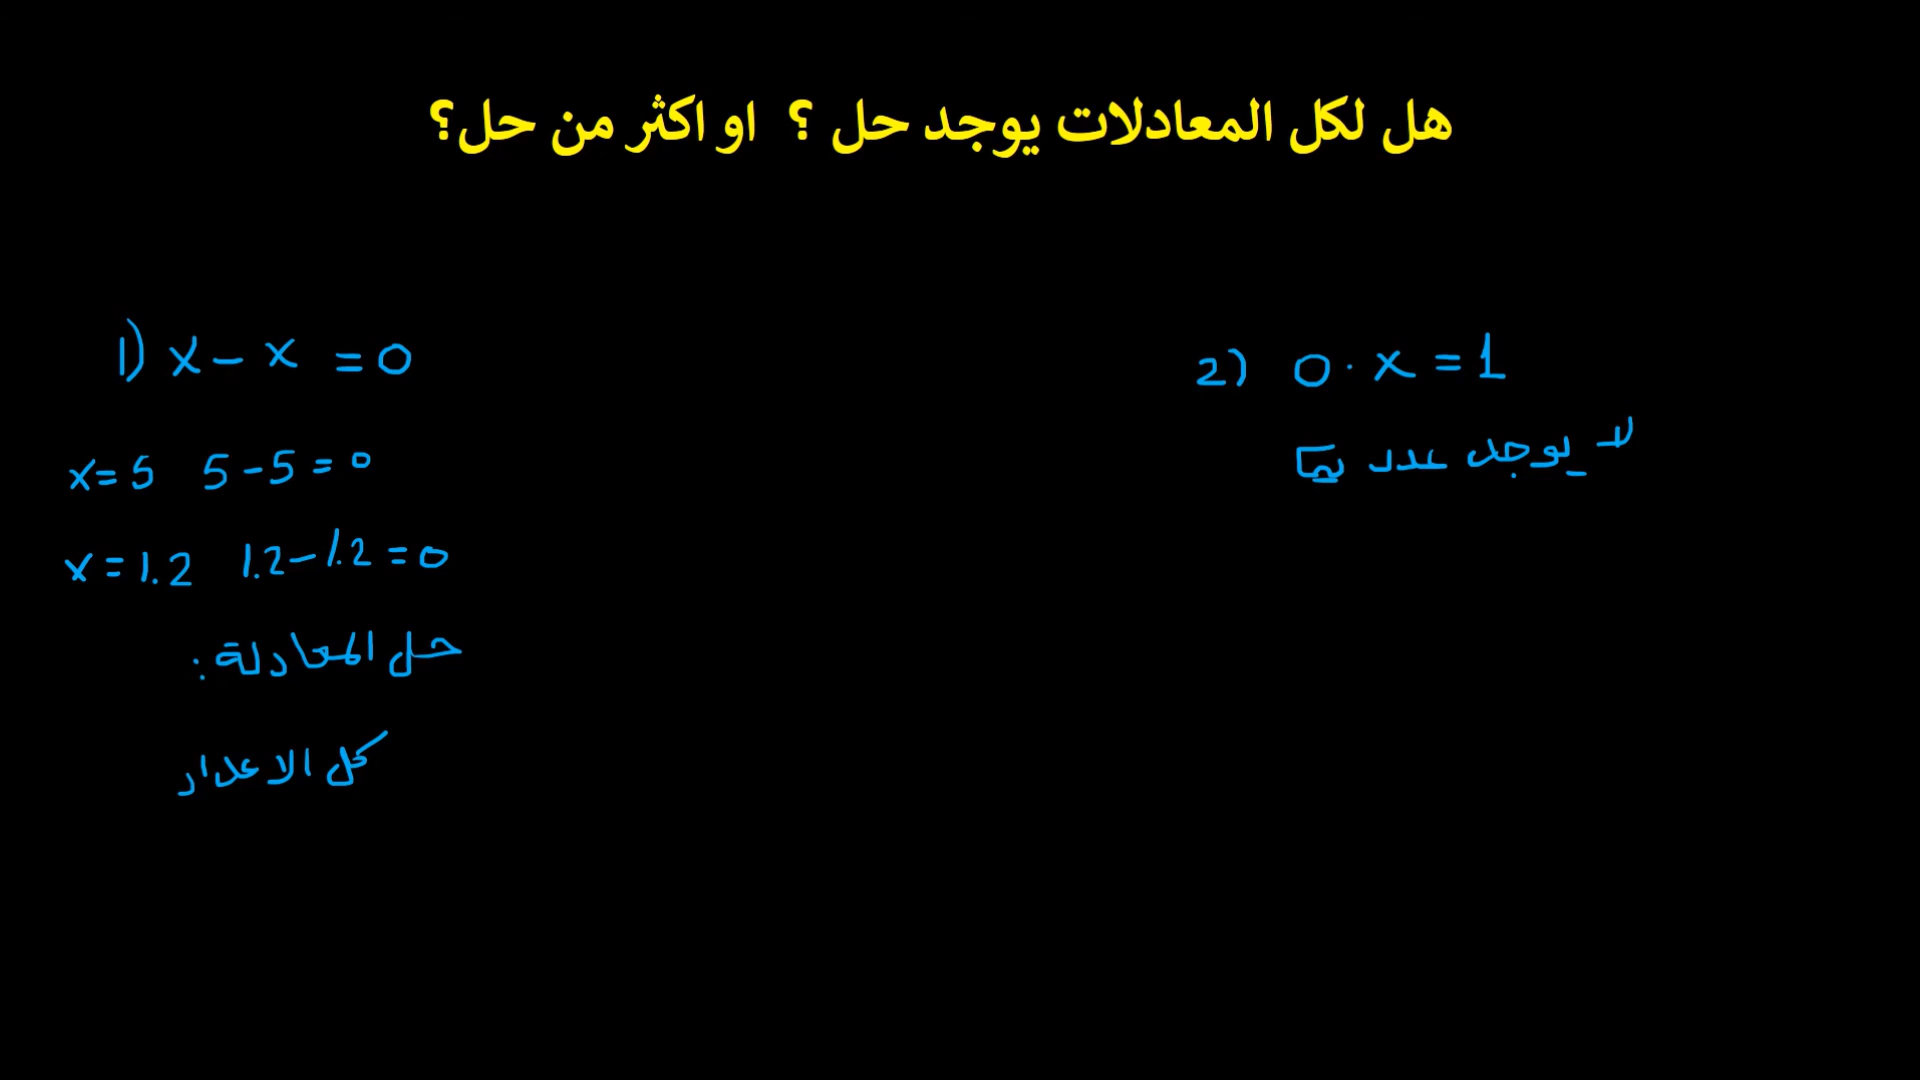 هل لكل المعادلات يوجد حل ؟ او اكثر من حل؟
1) x - x = 0
x = 5 5 - 5 = 0
x = 1.2 1.2 - 1.2 = 0
حل المعادلة :
كل الاعداد
2) 0 · x = 1
لا يوجد عدد